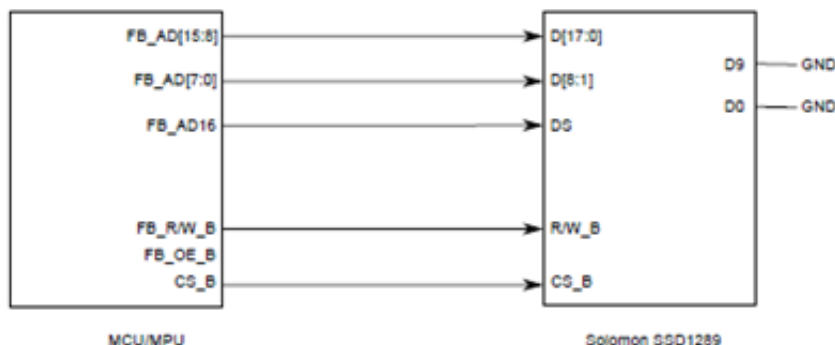 FB_AD[15:8]
D[17:0]
D9
GND
FB_AD[7:0]
D[8:1]
D0
GND
FB_AD16
DS
FB_R/W_B
R/W_B
FB_OE_B
CS_B
CS_B
MCU/MPU
Solomon SSD1289